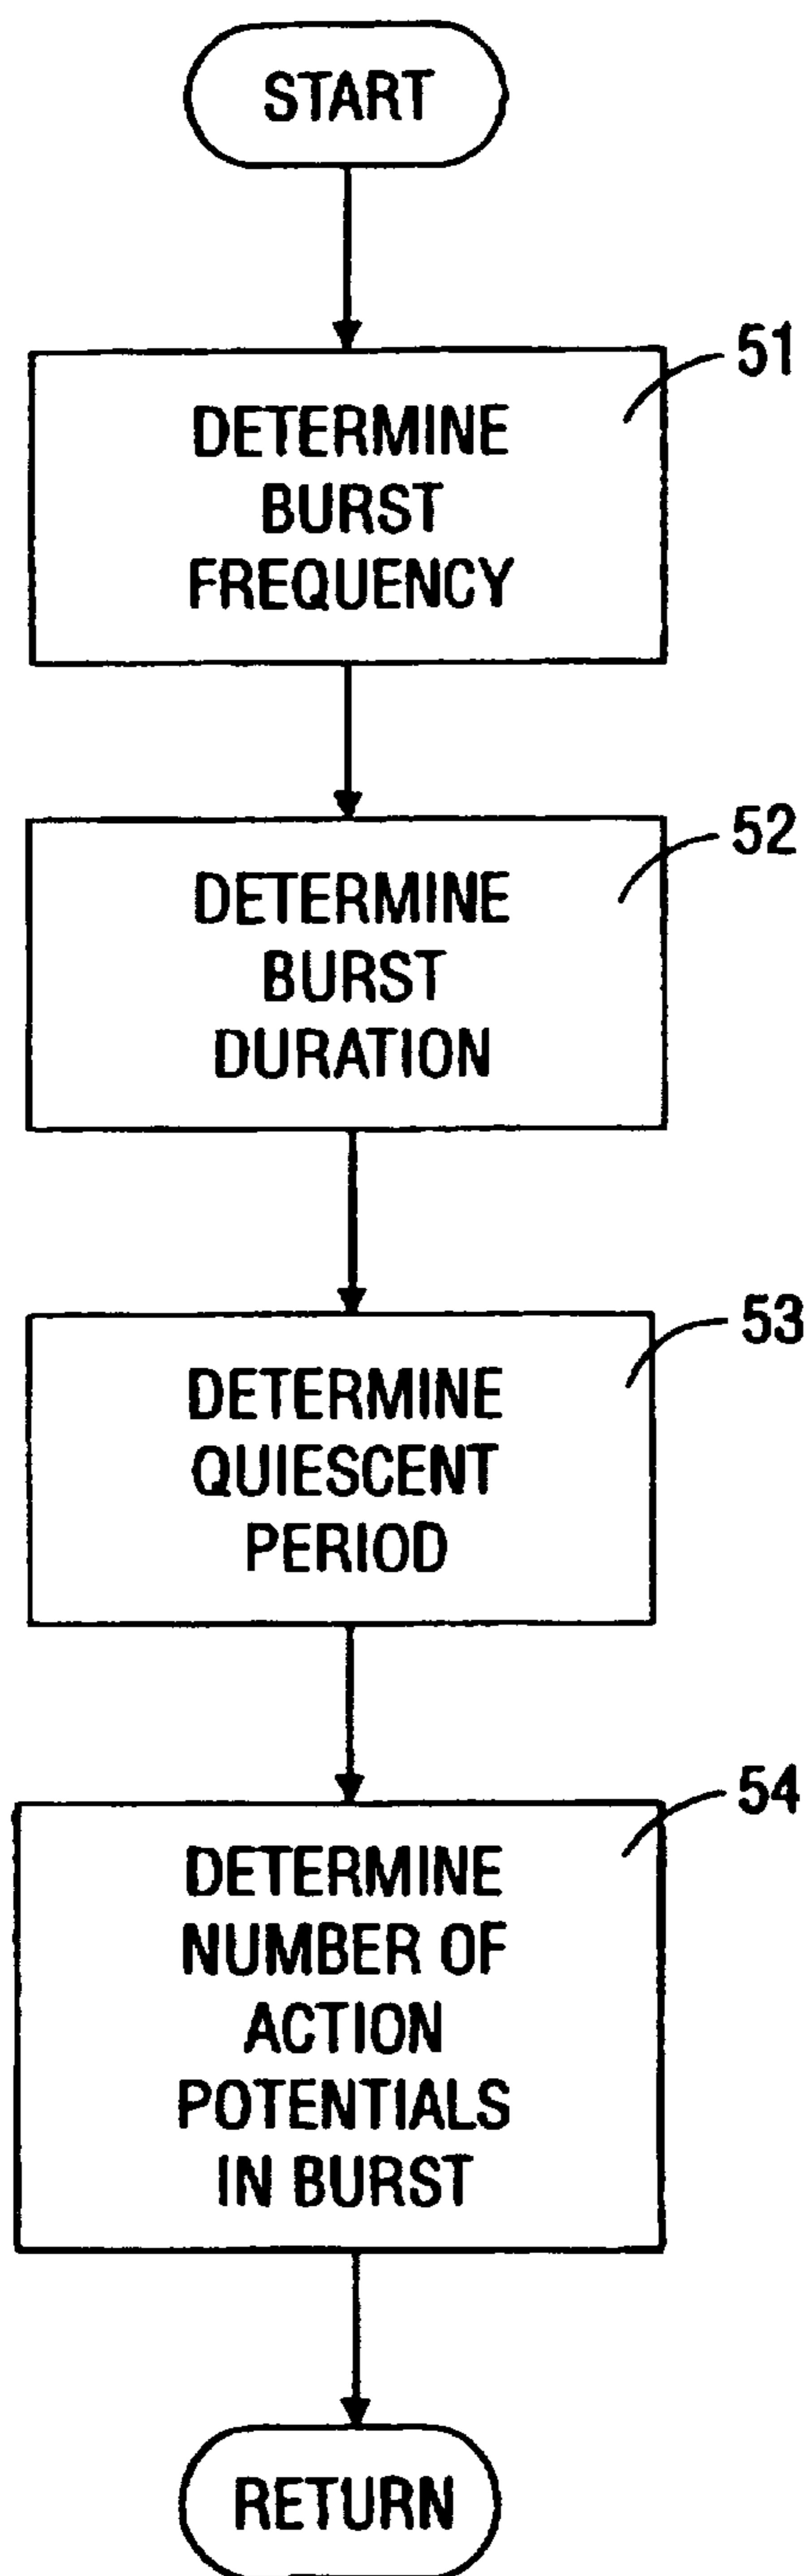 START
51
DETERMINE
BURST
FREQUENCY
52
DETERMINE
BURST
DURATION
53
DETERMINE
QUIESCENT
PERIOD
54
DETERMINE
NUMBER OF
ACTION
POTENTIALS
IN BURST
RETURN